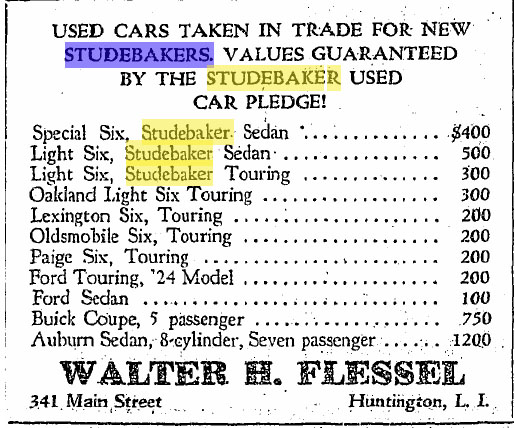 USED CARS TAKEN IN TRADE FOR NEW
STUDEBAKERS. VALUES GUARANTEED
BY THE STUDEBAKER USED
CAR PLEDGE!
Special Six, Studebaker Sedan ............... $400
Light Six, Studebaker Sedan ................ 500
Light Six, Studebaker Touring ............... 300
Oakland Light Six Touring .................. 300
Lexington Six, Touring ..................... 200
Oldsmobile Six, Touring .................... 200
Paige Six, Touring ......................... 200
Ford Touring, '24 Model .................... 200
Ford Sedan ................................ 100
Buick Coupe, 5 passenger ................... 750
Auburn Sedan, 8-cylinder, Seven passenger ...... 1200
WALTER H. FLESSEL
341 Main Street Huntington, L. I.